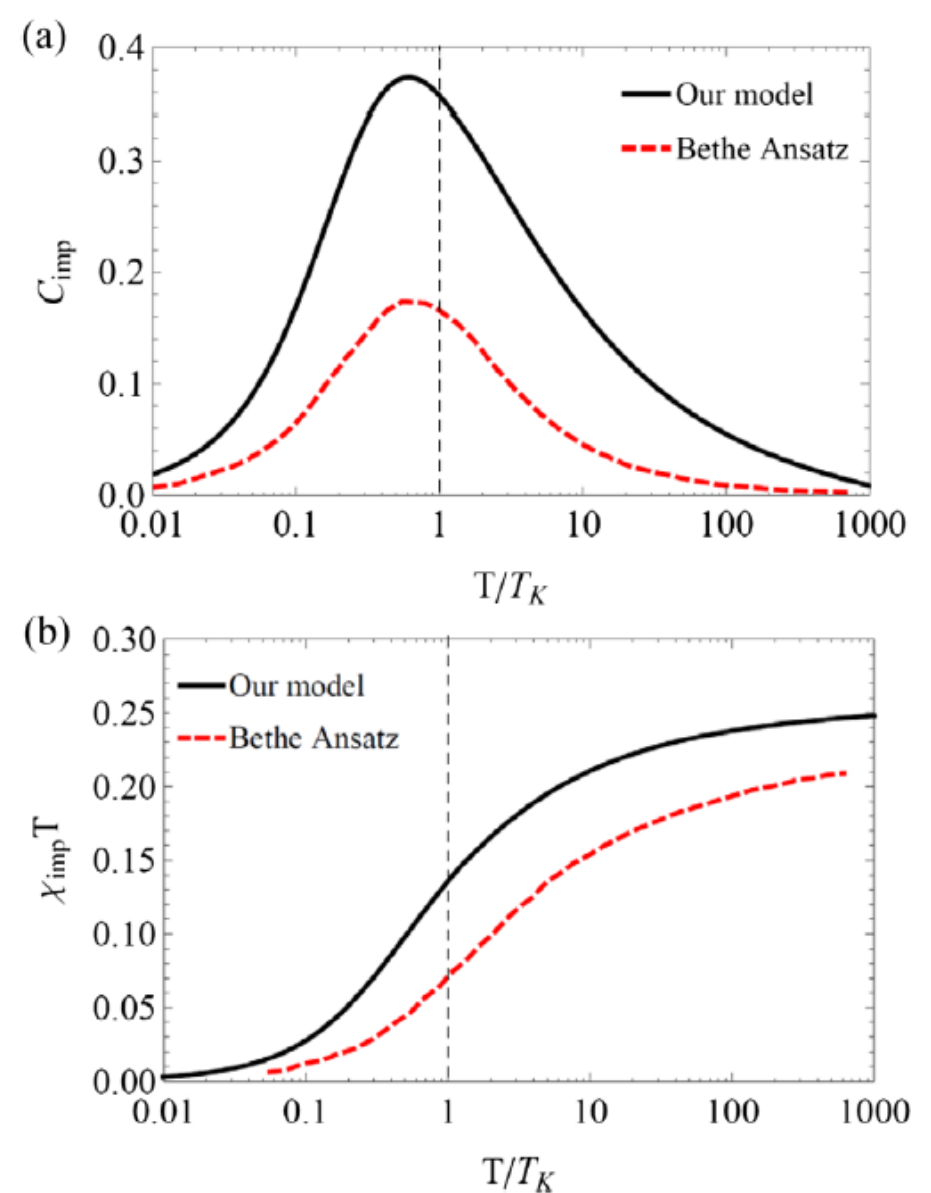 (a)
0.4
0.3
0.2
0.1
0.0
C_imp
Our model
Bethe Ansatz
0.01 0.1 1 10 100 1000
T/T_K
(b)
0.30
0.25
0.20
0.15
0.10
0.05
0.00
χ_imp T
Our model
Bethe Ansatz
0.01 0.1 1 10 100 1000
T/T_K